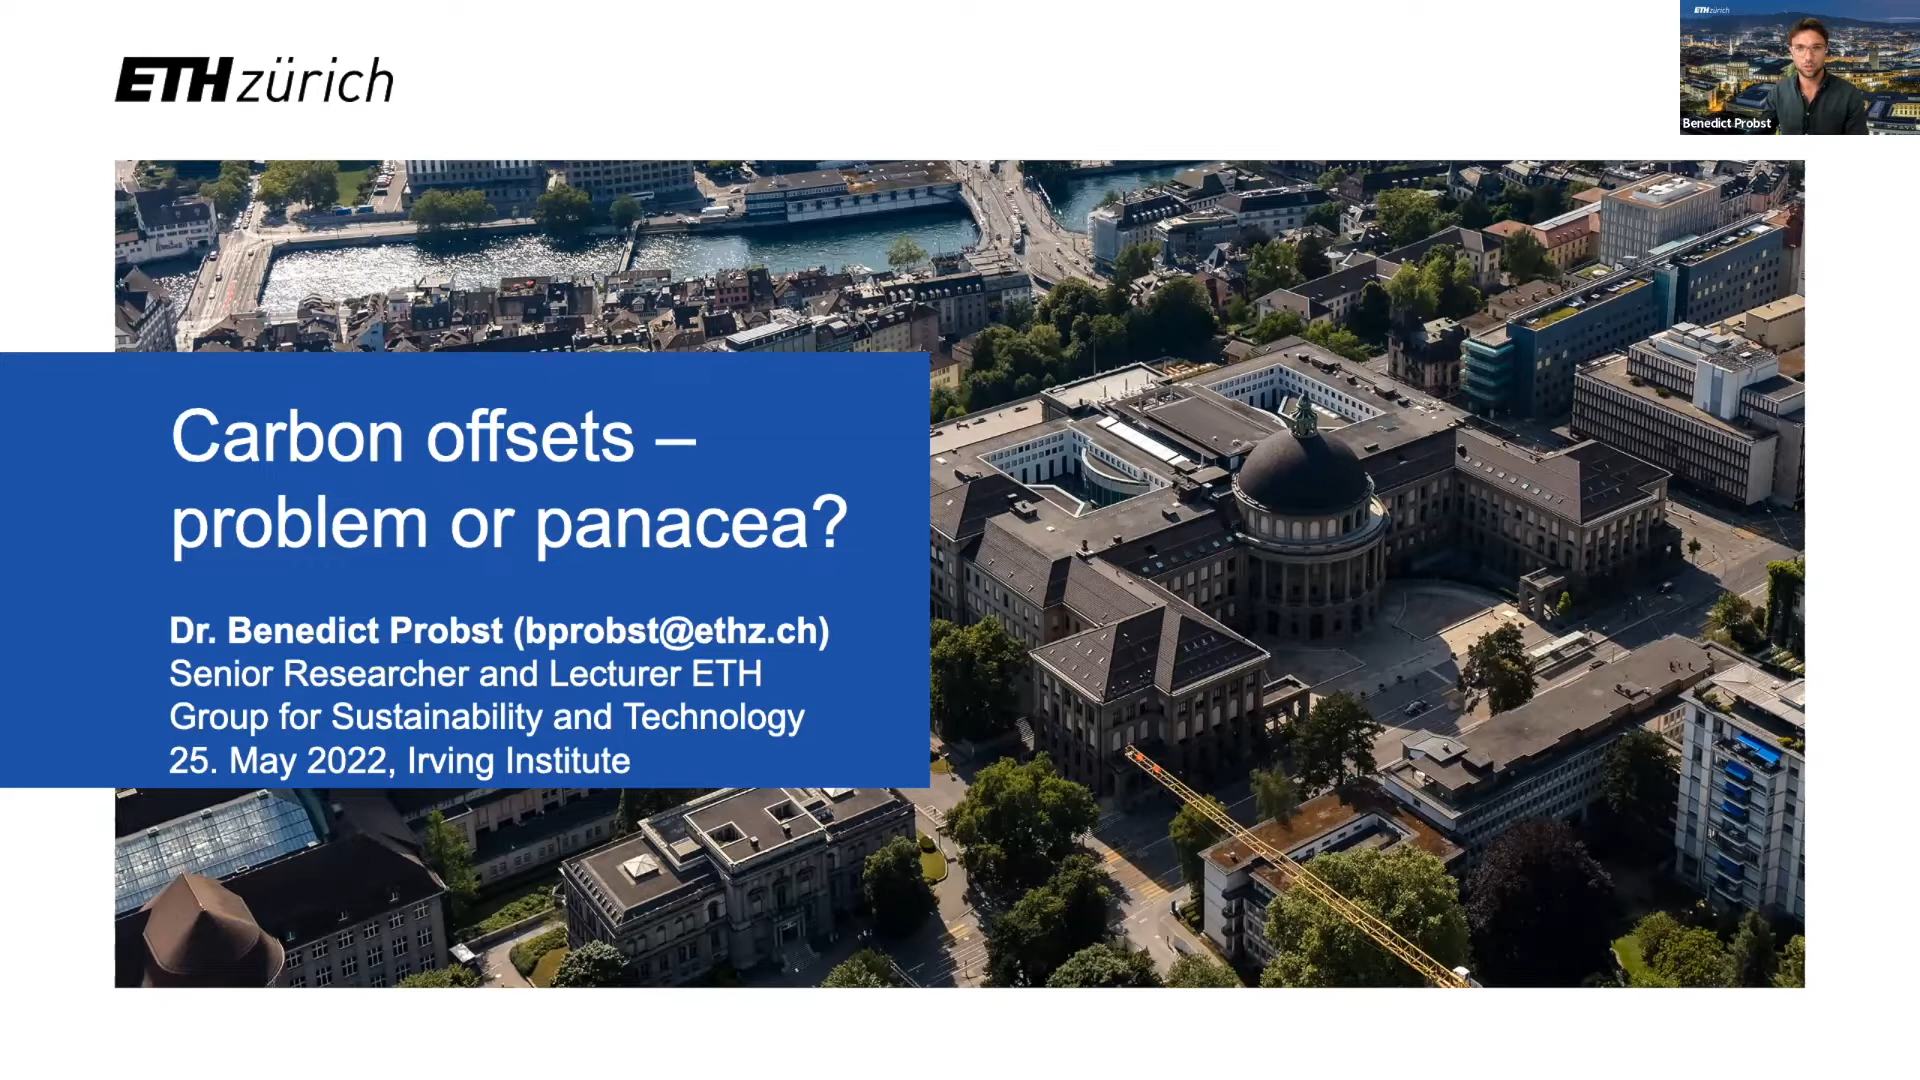 ETH zürich
ETH zürich
Benedict Probst
Carbon offsets –
problem or panacea?
Dr. Benedict Probst (bprobst@ethz.ch)
Senior Researcher and Lecturer ETH
Group for Sustainability and Technology
25. May 2022, Irving Institute